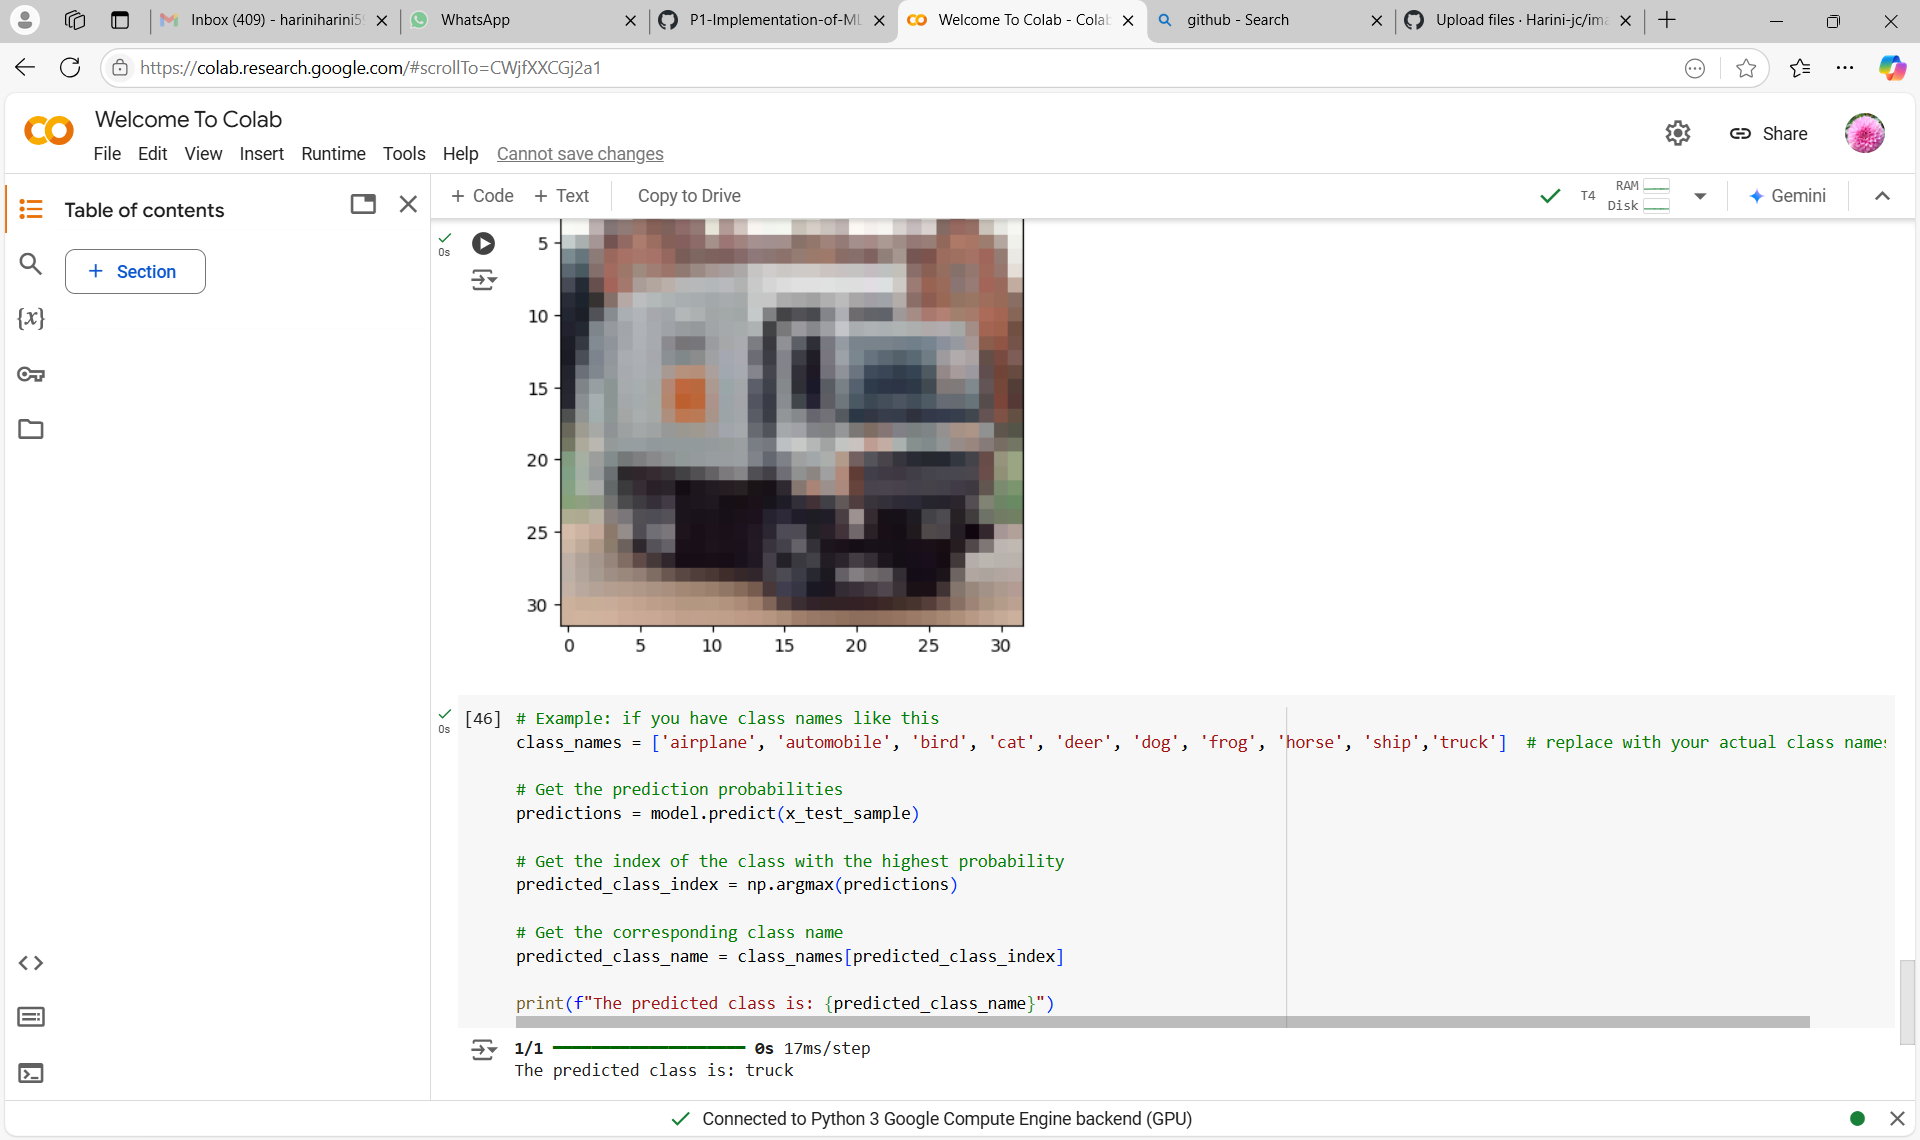 Inbox (409) - hariniharini5
WhatsApp
P1-Implementation-of-ML
Welcome To Colab - Colab
github - Search
Upload files · Harini-jc/ima
https://colab.research.google.com/#scrollTo=CWjfXXCGj2a1
Welcome To Colab
File Edit View Insert Runtime Tools Help Cannot save changes
Share
Table of contents
+ Section
{x}
+ Code + Text Copy to Drive
T4 RAM
Disk
Gemini
0s
5
10
15
20
25
30
0 5 10 15 20 25 30
0s
[46] # Example: if you have class names like this
class_names = ['airplane', 'automobile', 'bird', 'cat', 'deer', 'dog', 'frog', 'horse', 'ship','truck'] # replace with your actual class names
# Get the prediction probabilities
predictions = model.predict(x_test_sample)
# Get the index of the class with the highest probability
predicted_class_index = np.argmax(predictions)
# Get the corresponding class name
predicted_class_name = class_names[predicted_class_index]
print(f"The predicted class is: {predicted_class_name}")
1/1 0s 17ms/step
The predicted class is: truck
Connected to Python 3 Google Compute Engine backend (GPU)